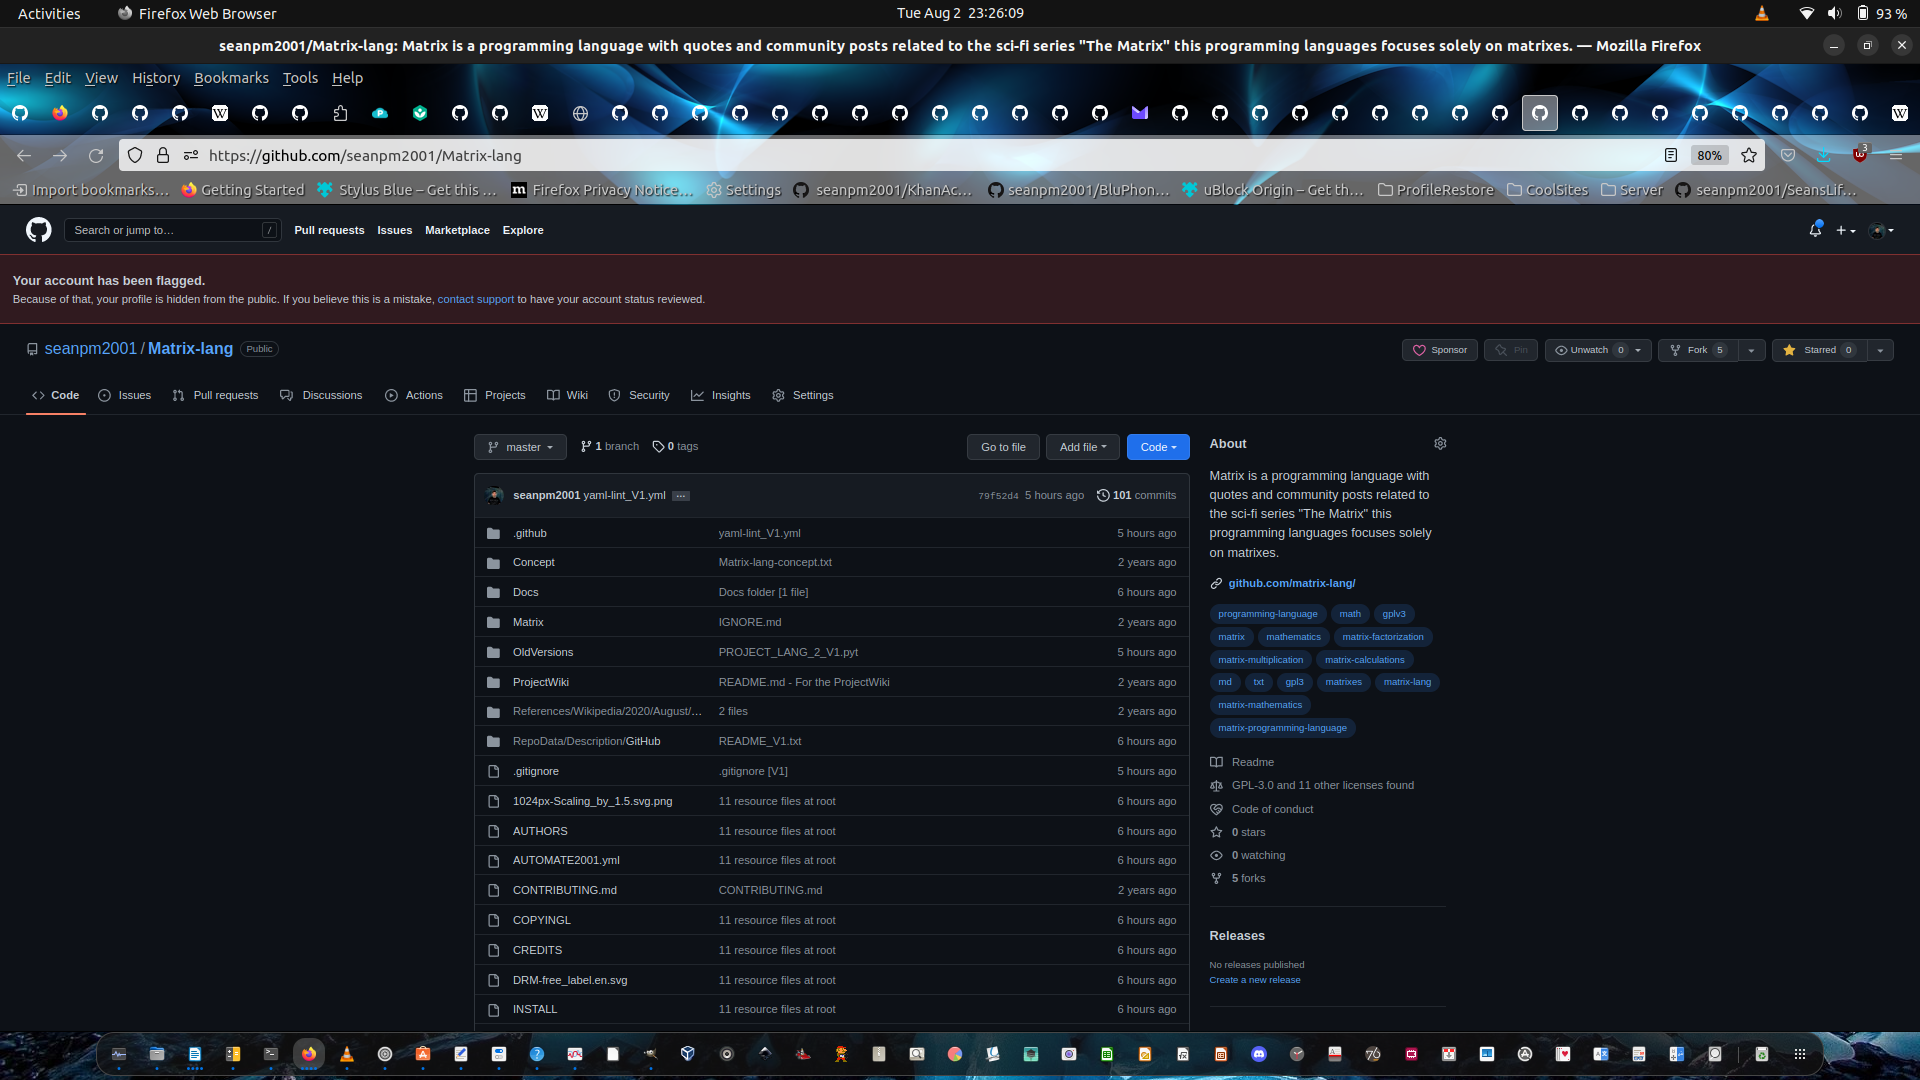 Activities Firefox Web Browser Tue Aug 2 23:26:09 93 %
seanpm2001/Matrix-lang: Matrix is a programming language with quotes and community posts related to the sci-fi series "The Matrix" this programming languages focuses solely on matrixes. — Mozilla Firefox
File Edit View History Bookmarks Tools Help
https://github.com/seanpm2001/Matrix-lang 80% 3
Import bookmarks… Getting Started Stylus Blue – Get this … Firefox Privacy Notice… Settings seanpm2001/KhanAc… seanpm2001/BluPhon… uBlock Origin – Get th… ProfileRestore CoolSites Server seanpm2001/SeansLif…
Search or jump to… / Pull requests Issues Marketplace Explore
Your account has been flagged.
Because of that, your profile is hidden from the public. If you believe this is a mistake, contact support to have your account status reviewed.
seanpm2001 / Matrix-lang Public Sponsor Pin Unwatch 0 Fork 5 Starred 0
Code Issues Pull requests Discussions Actions Projects Wiki Security Insights Settings
master 1 branch 0 tags Go to file Add file Code
seanpm2001 yaml-lint_V1.yml … 79f52d4 5 hours ago 101 commits
.github yaml-lint_V1.yml 5 hours ago
Concept Matrix-lang-concept.txt 2 years ago
Docs Docs folder [1 file] 6 hours ago
Matrix IGNORE.md 2 years ago
OldVersions PROJECT_LANG_2_V1.pyt 5 hours ago
ProjectWiki README.md - For the ProjectWiki 2 years ago
References/Wikipedia/2020/August/… 2 files 2 years ago
RepoData/Description/GitHub README_V1.txt 6 hours ago
.gitignore .gitignore [V1] 5 hours ago
1024px-Scaling_by_1.5.svg.png 11 resource files at root 6 hours ago
AUTHORS 11 resource files at root 6 hours ago
AUTOMATE2001.yml 11 resource files at root 6 hours ago
CONTRIBUTING.md CONTRIBUTING.md 2 years ago
COPYINGL 11 resource files at root 6 hours ago
CREDITS 11 resource files at root 6 hours ago
DRM-free_label.en.svg 11 resource files at root 6 hours ago
INSTALL 11 resource files at root 6 hours ago
About
Matrix is a programming language with
quotes and community posts related to
the sci-fi series "The Matrix" this
programming languages focuses solely
on matrixes.
github.com/matrix-lang/
programming-language math gplv3
matrix mathematics matrix-factorization
matrix-multiplication matrix-calculations
md txt gpl3 matrixes matrix-lang
matrix-mathematics
matrix-programming-language
Readme
GPL-3.0 and 11 other licenses found
Code of conduct
0 stars
0 watching
5 forks
Releases
No releases published
Create a new release